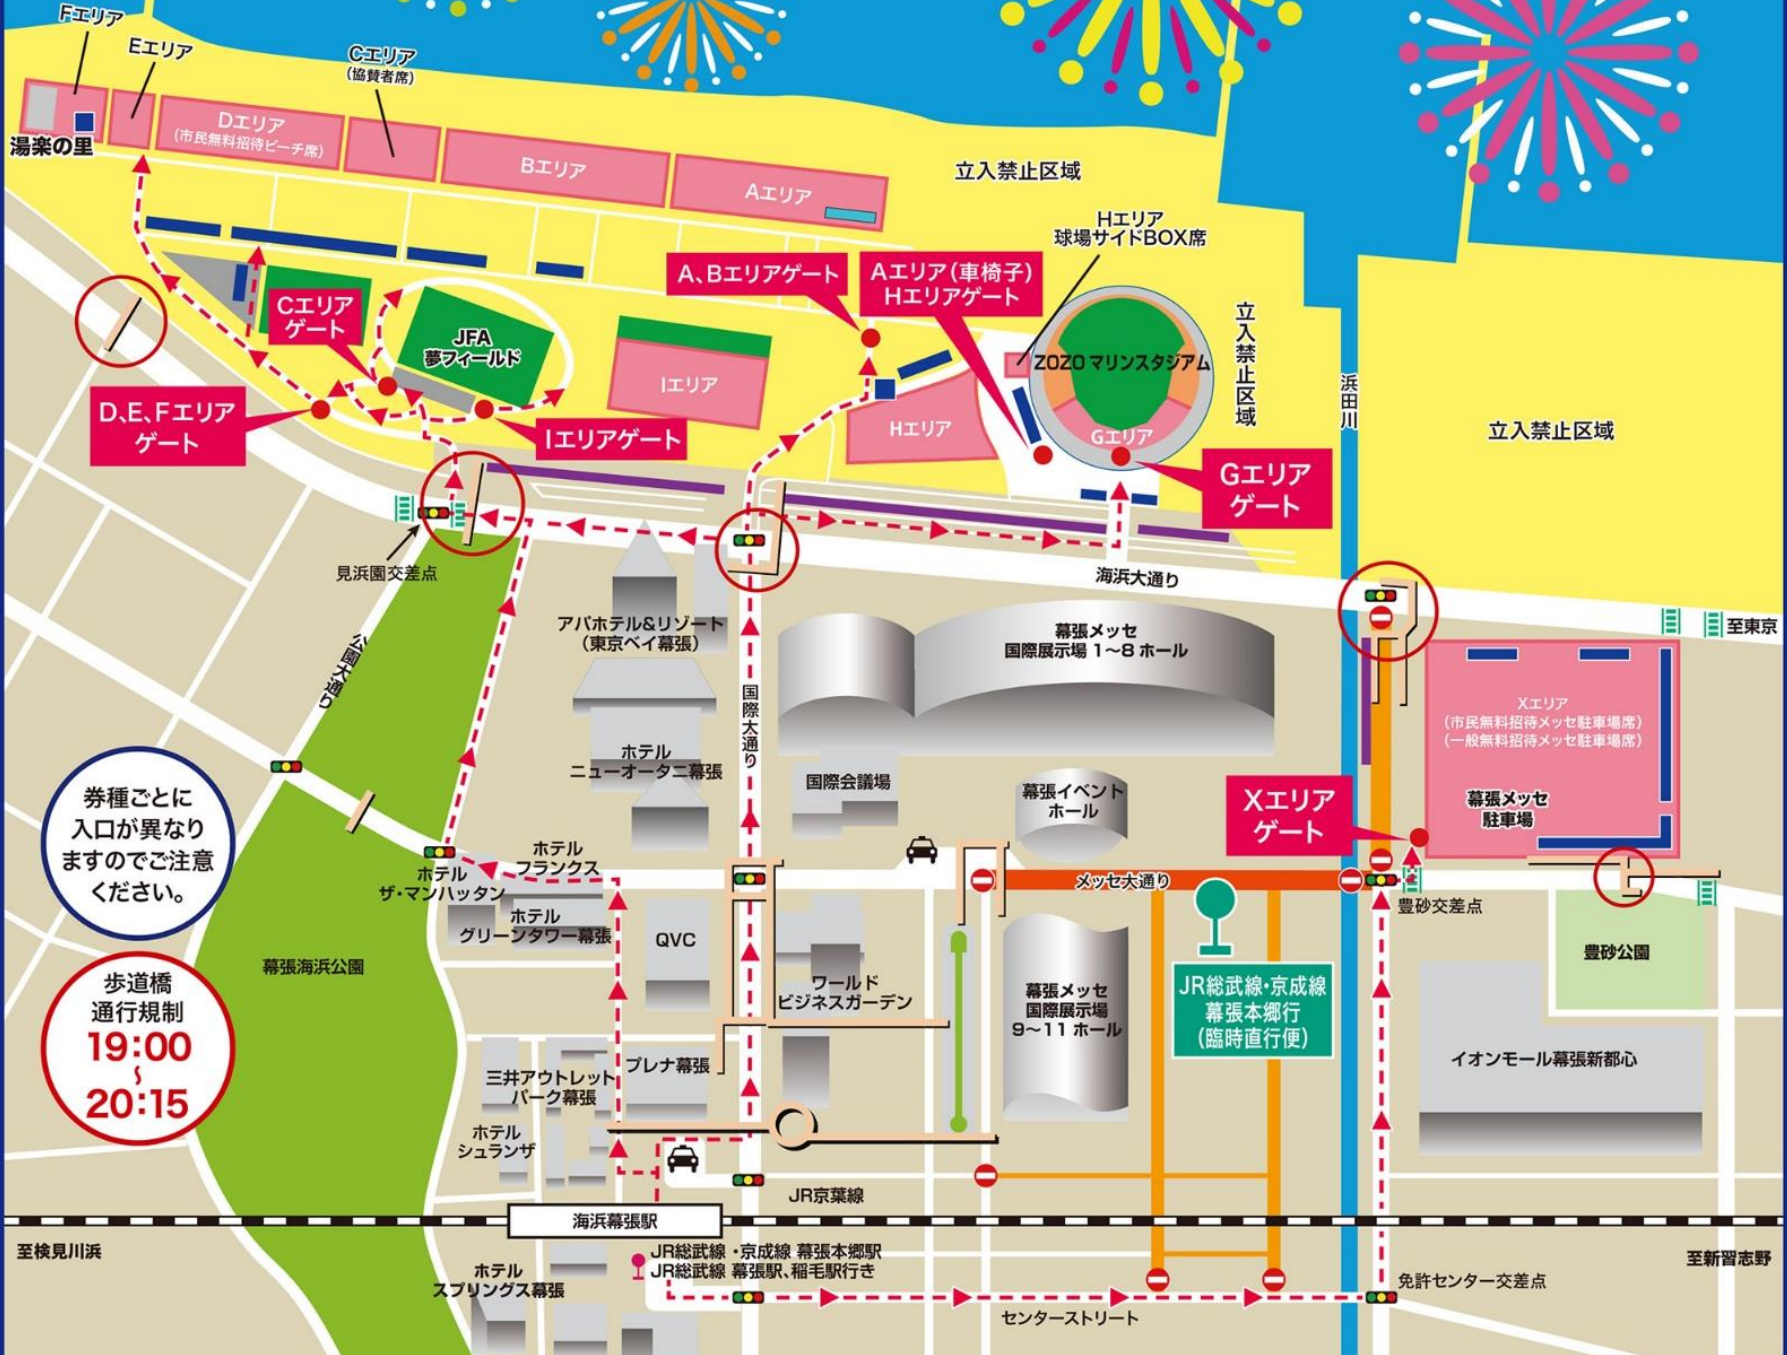 Fエリア
Eエリア
Cエリア
(協賛者席)
湯楽の里
Dエリア
(市民無料招待ビーチ席)
Bエリア
Aエリア
立入禁止区域
Hエリア
球場サイドBOX席
A、Bエリアゲート
Aエリア(車椅子)
Hエリアゲート
Cエリア
ゲート
JFA
夢フィールド
Iエリア
ZOZOマリンスタジアム
立入禁止区域
浜田川
立入禁止区域
D、E、Fエリア
ゲート
Iエリアゲート
Hエリア
Gエリア
Gエリア
ゲート
見浜園交差点
海浜大通り
至東京
アパホテル&リゾート
(東京ベイ幕張)
幕張メッセ
国際展示場 1〜8 ホール
公園大通り
国際大通り
Xエリア
(市民無料招待メッセ駐車場席)
(一般無料招待メッセ駐車場席)
ホテル
ニューオータニ幕張
国際会議場
幕張イベント
ホール
Xエリア
ゲート
幕張メッセ
駐車場
券種ごとに
入口が異なり
ますのでご注意
ください。
ホテル
フランクス
ホテル
ザ・マンハッタン
メッセ大通り
豊砂交差点
ホテル
グリーンタワー幕張
QVC
豊砂公園
幕張海浜公園
ワールド
ビジネスガーデン
幕張メッセ
国際展示場
9〜11 ホール
JR総武線・京成線
幕張本郷行
(臨時直行便)
歩道橋
通行規制
19:00
〜
20:15
三井アウトレット
パーク幕張
プレナ幕張
イオンモール幕張新都心
ホテル
シュランザ
JR京葉線
海浜幕張駅
至検見川浜
JR総武線・京成線 幕張本郷駅
JR総武線 幕張駅、稲毛駅行き
至新習志野
ホテル
スプリングス幕張
免許センター交差点
センターストリート